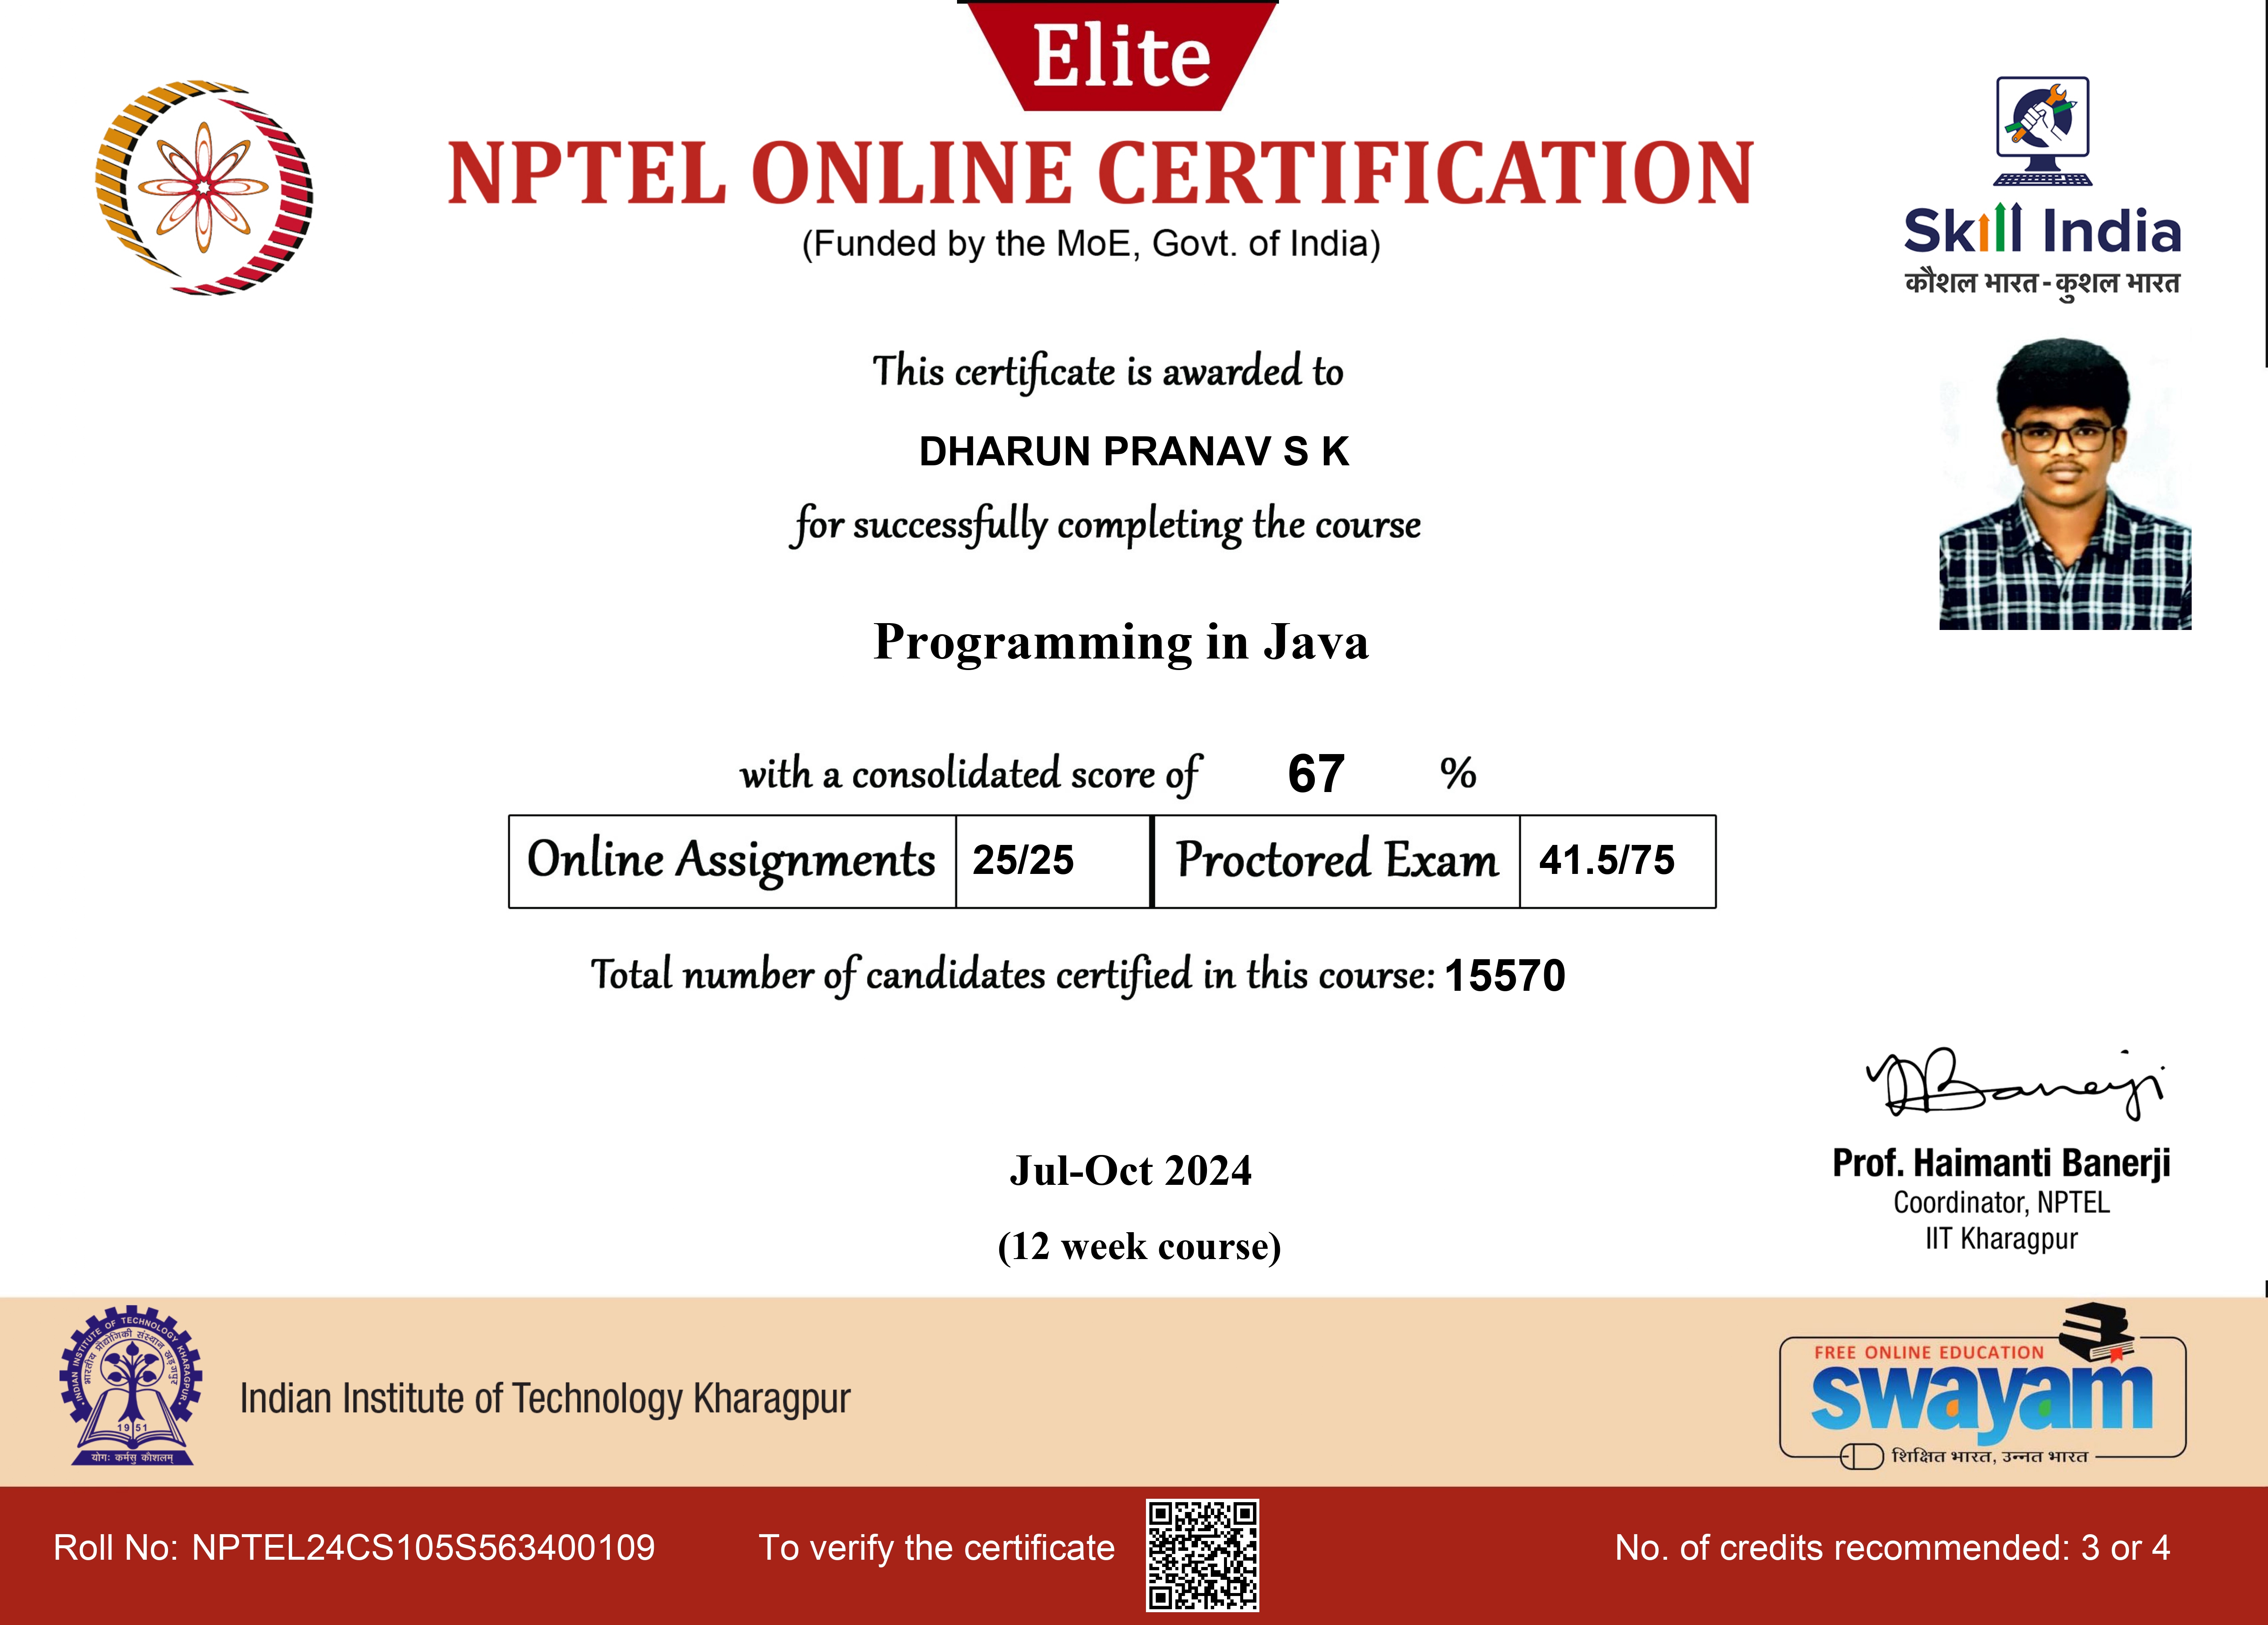 Elite
NPTEL ONLINE CERTIFICATION
(Funded by the MoE, Govt. of India)
Skill India
कौशल भारत - कुशल भारत
This certificate is awarded to
DHARUN PRANAV S K
for successfully completing the course
Programming in Java
with a consolidated score of 67 %
Online Assignments 25/25 Proctored Exam 41.5/75
Total number of candidates certified in this course: 15570
Banerji
Jul-Oct 2024
(12 week course)
Prof. Haimanti Banerji
Coordinator, NPTEL
IIT Kharagpur
INDIAN INSTITUTE OF TECHNOLOGY KHARAGPUR
भारतीय प्रौद्योगिकी संस्थान खड़गपुर
1951
योगः कर्मसु कौशलम्
Indian Institute of Technology Kharagpur
FREE ONLINE EDUCATION
swayam
शिक्षित भारत, उन्नत भारत
Roll No: NPTEL24CS105S563400109
To verify the certificate
No. of credits recommended: 3 or 4